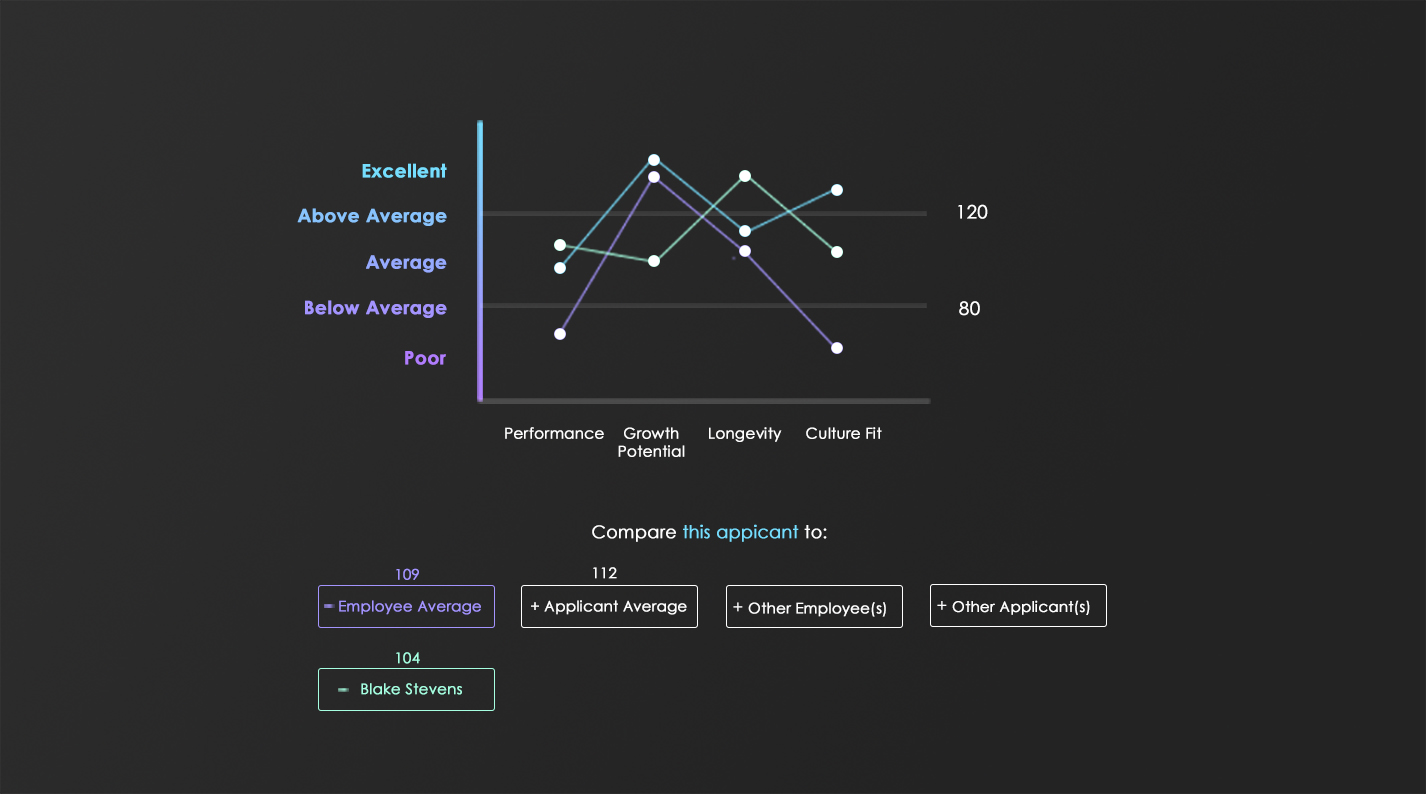 Excellent
Above Average
Average
Below Average
Poor
120
80
Performance
Growth
Potential
Longevity
Culture Fit
Compare this appicant to:
109
- Employee Average
112
+ Applicant Average
+ Other Employee(s)
+ Other Applicant(s)
104
- Blake Stevens